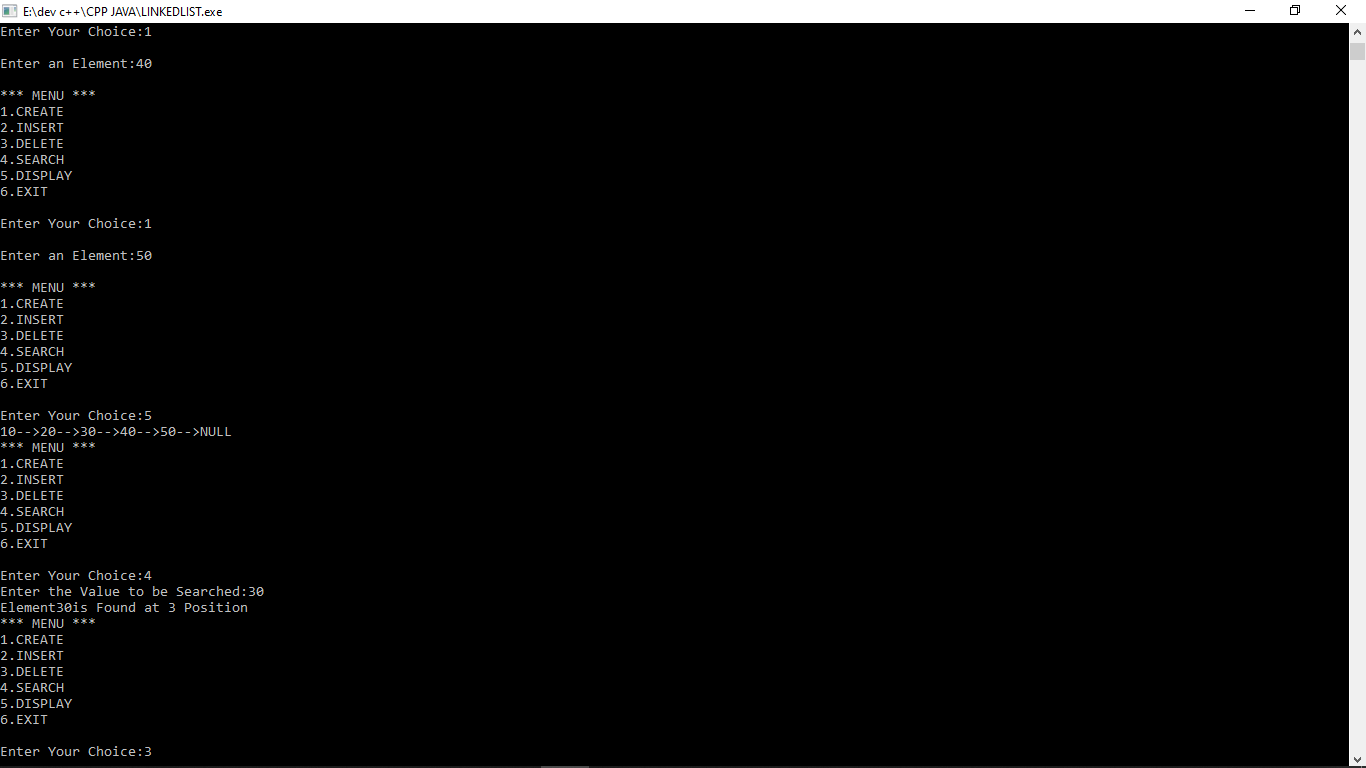 E:\dev c++\CPP JAVA\LINKEDLIST.exe
Enter Your Choice:1
Enter an Element:40
*** MENU ***
1.CREATE
2.INSERT
3.DELETE
4.SEARCH
5.DISPLAY
6.EXIT
Enter Your Choice:1
Enter an Element:50
*** MENU ***
1.CREATE
2.INSERT
3.DELETE
4.SEARCH
5.DISPLAY
6.EXIT
Enter Your Choice:5
10-->20-->30-->40-->50-->NULL
*** MENU ***
1.CREATE
2.INSERT
3.DELETE
4.SEARCH
5.DISPLAY
6.EXIT
Enter Your Choice:4
Enter the Value to be Searched:30
Element30is Found at 3 Position
*** MENU ***
1.CREATE
2.INSERT
3.DELETE
4.SEARCH
5.DISPLAY
6.EXIT
Enter Your Choice:3